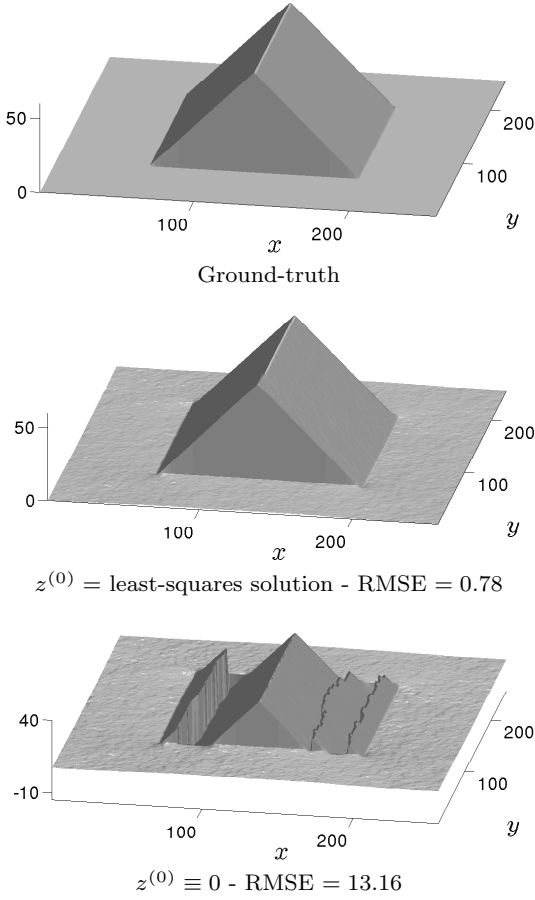 50
0
100
200
x
100
200
y
Ground-truth
50
0
100
200
x
100
200
y
z⁽⁰⁾ = least-squares solution - RMSE = 0.78
40
-10
100
200
x
100
200
y
z⁽⁰⁾ ≡ 0 - RMSE = 13.16